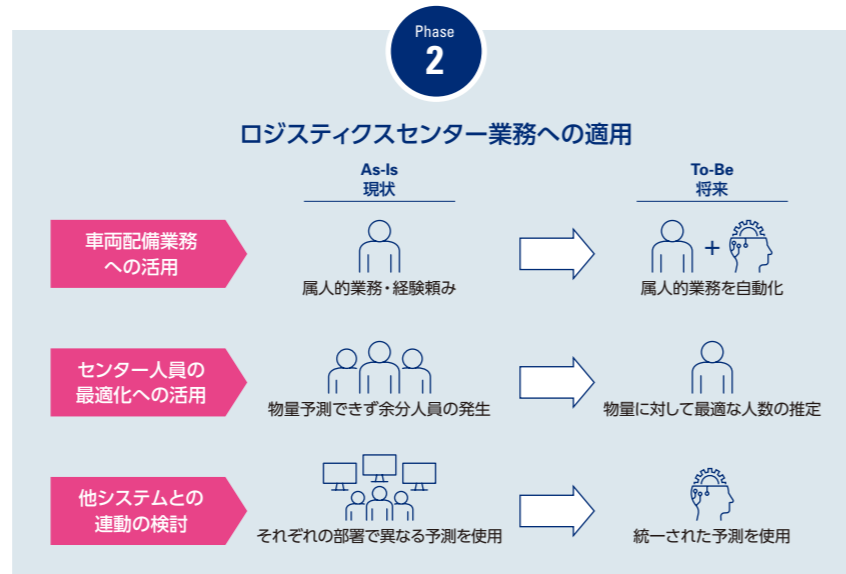 Phase
2
ロジスティクスセンター業務への適用
As-Is
現状
To-Be
将来
車両配備業務
への活用
属人的業務・経験頼み
+
属人的業務を自動化
センター人員の
最適化への活用
物量予測できず余分人員の発生
物量に対して最適な人数の推定
他システムとの
連動の検討
それぞれの部署で異なる予測を使用
統一された予測を使用